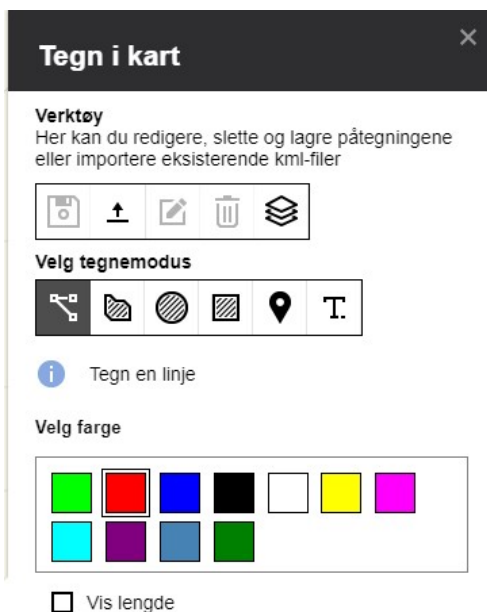 Tegn i kart
Verktøy
Her kan du redigere, slette og lagre påtegningene
eller importere eksisterende kml-filer
Velg tegnemodus
T.
i
Tegn en linje
Velg farge
Vis lengde